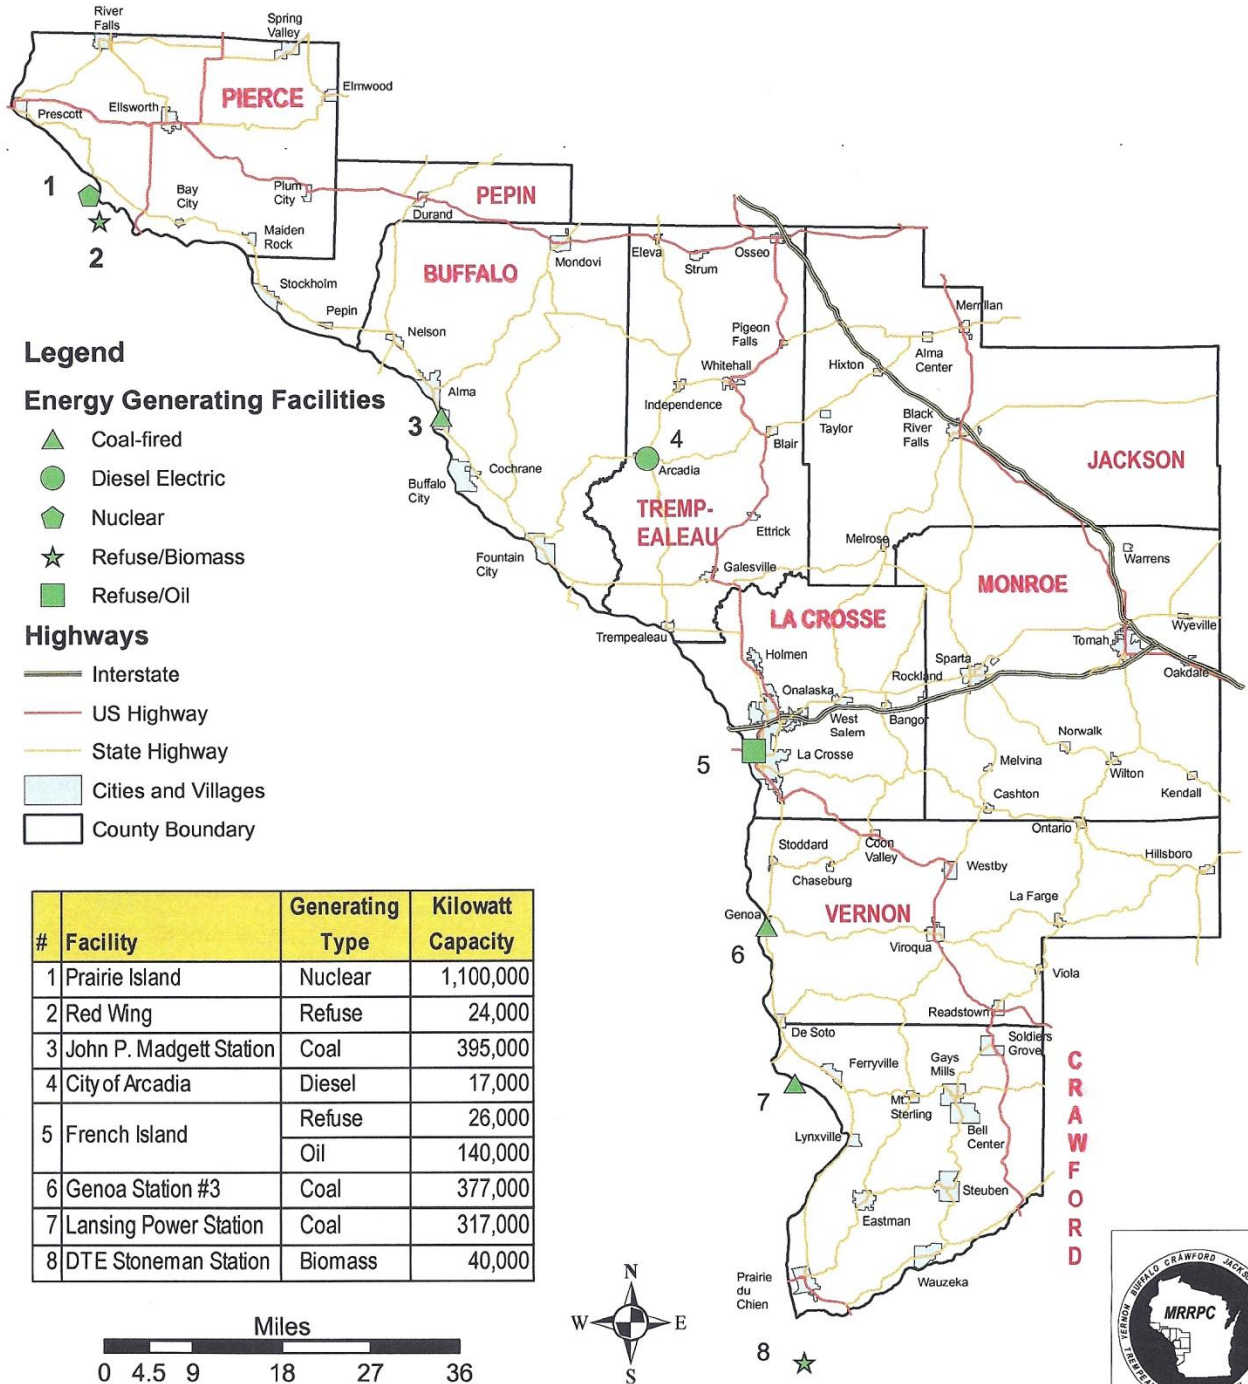 River
Falls
Spring
Valley
Elmwood
PIERCE
Prescott
Ellsworth
1
2
Bay
City
Plum
City
Maiden
Rock
PEPIN
Durand
Stockholm
Pepin
BUFFALO
Mondovi
Eleva
Strum
Osseo
Nelson
Alma
3
Cochrane
Buffalo
City
Fountain
City
Pigeon
Falls
Whitehall
Independence
4
Arcadia
Blair
TREMP-
EALEAU
Ettrick
Galesville
Trempealeau
Merrillan
Alma
Center
Hixton
Taylor
Black
River
Falls
JACKSON
Melrose
Warrens
MONROE
Wyeville
Tomah
Oakdale
Sparta
Rockland
LA CROSSE
Holmen
Onalaska
West
Salem
Bangor
5
La Crosse
Norwalk
Melvina
Wilton
Kendall
Cashton
Ontario
Stoddard
Coon
Valley
Chaseburg
Westby
Hillsboro
La Farge
Genoa
VERNON
6
Viroqua
Viola
Readstown
De Soto
Soldiers
Grove
Ferryville
Gays
Mills
7
Mt.
Sterling
Bell
Center
Lynxville
Steuben
Eastman
Wauzeka
Prairie
du
Chien
CRAWFORD
8
Legend
Energy Generating Facilities
Coal-fired
Diesel Electric
Nuclear
Refuse/Biomass
Refuse/Oil
Highways
Interstate
US Highway
State Highway
Cities and Villages
County Boundary
# Facility Generating Type Kilowatt Capacity
1 Prairie Island Nuclear 1,100,000
2 Red Wing Refuse 24,000
3 John P. Madgett Station Coal 395,000
4 City of Arcadia Diesel 17,000
5 French Island Refuse 26,000
Oil 140,000
6 Genoa Station #3 Coal 377,000
7 Lansing Power Station Coal 317,000
8 DTE Stoneman Station Biomass 40,000
Miles
0 4.5 9 18 27 36
N
W E
S
VERNON BUFFALO CRAWFORD
MRRPC